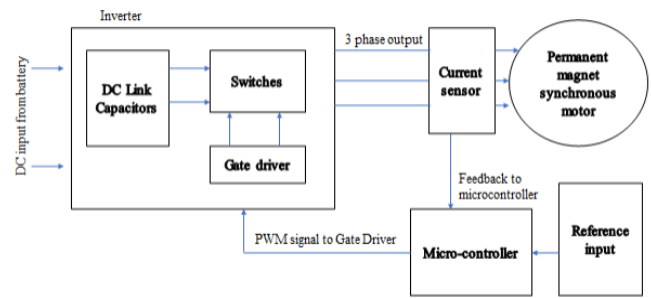 Inverter
DC input from battery
DC Link
Capacitors
Switches
Gate driver
3 phase output
Current
sensor
Permanent
magnet
synchronous
motor
Feedback to
microcontroller
PWM signal to Gate Driver
Micro-controller
Reference
input